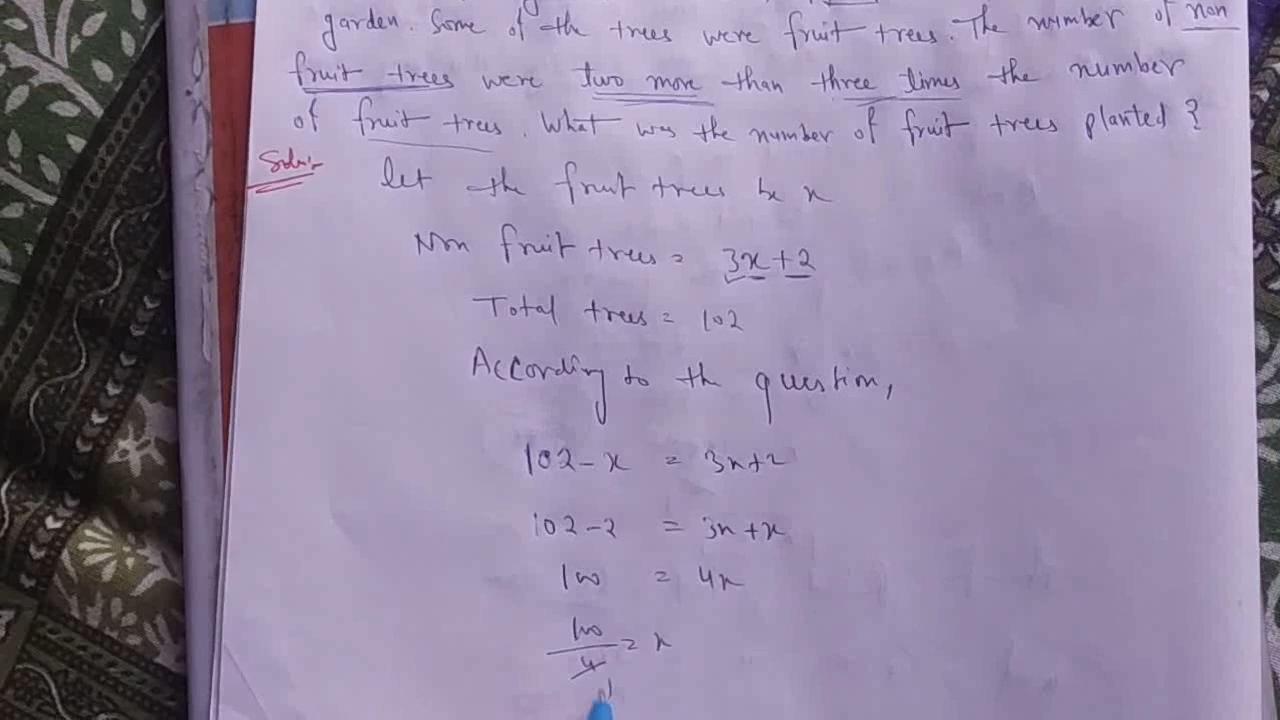 garden. Some of the trees were fruit trees. The number of non
fruit trees were two more than three times the number
of fruit trees. What was the number of fruit trees planted?
Soln:-
let the fruit trees be x
Non fruit trees = 3x + 2
Total trees = 102
According to the question,
102 - x = 3x + 2
102 - 2 = 3x + x
100 = 4x
100/4 = x
1